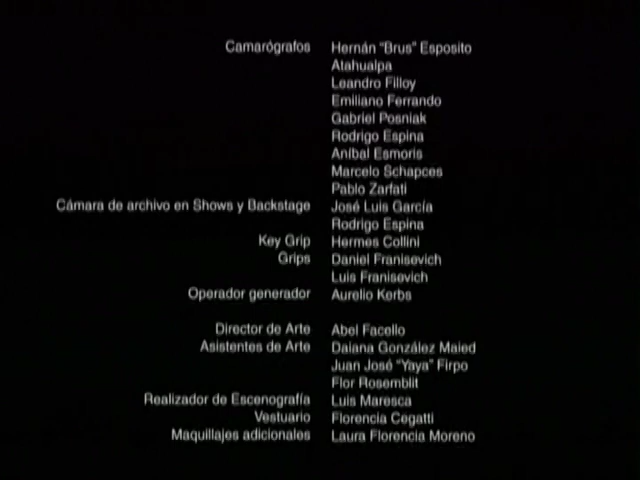 Camarógrafos Hernán "Brus" Esposito
Atahualpa
Leandro Filloy
Emiliano Ferrando
Gabriel Posniak
Rodrigo Espina
Aníbal Esmoris
Marcelo Schapces
Pablo Zarfati
Cámara de archivo en Shows y Backstage José Luis García
Rodrigo Espina
Key Grip Hermes Collini
Grips Daniel Franisevich
Luis Franisevich
Operador generador Aurelio Kerbs
Director de Arte Abel Facello
Asistentes de Arte Daiana González Maied
Juan José "Yaya" Firpo
Flor Rosemblit
Realizador de Escenografía Luis Maresca
Vestuario Florencia Cegatti
Maquillajes adicionales Laura Florencia Moreno